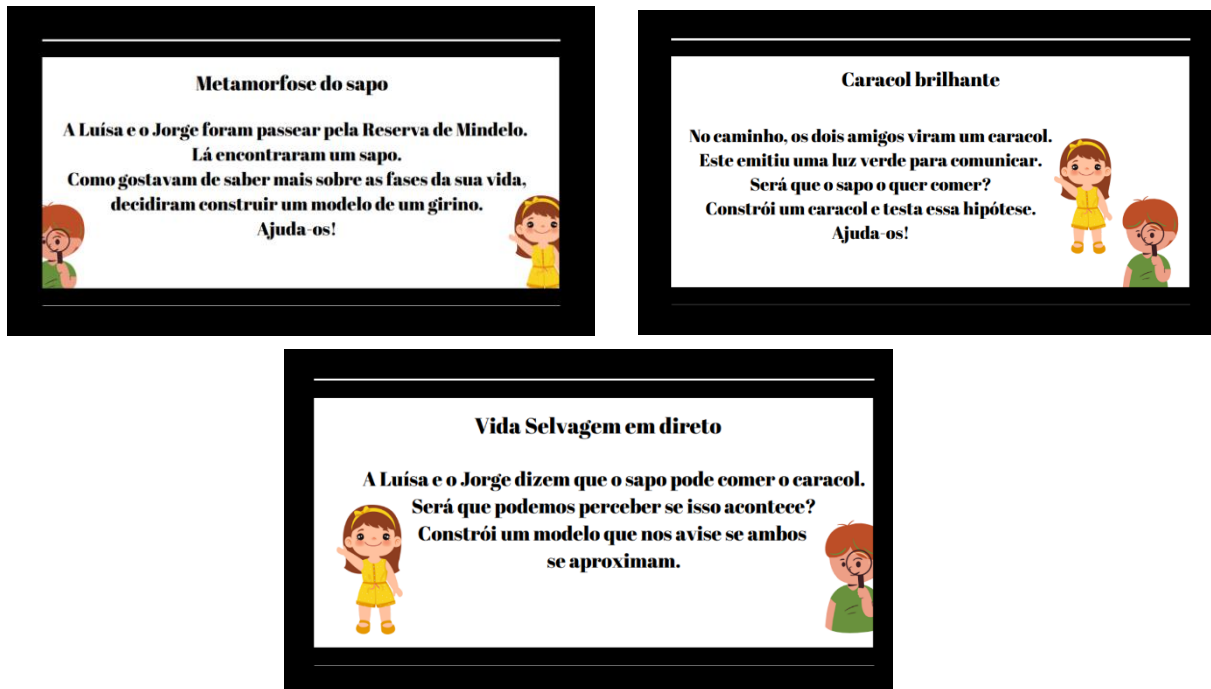 Metamorfose do sapo
A Luísa e o Jorge foram passear pela Reserva de Mindelo.
Lá encontraram um sapo.
Como gostavam de saber mais sobre as fases da sua vida,
decidiram construir um modelo de um girino.
Ajuda-os!
Caracol brilhante
No caminho, os dois amigos viram um caracol.
Este emitiu uma luz verde para comunicar.
Será que o sapo o quer comer?
Constrói um caracol e testa essa hipótese.
Ajuda-os!
Vida Selvagem em direto
A Luísa e o Jorge dizem que o sapo pode comer o caracol.
Será que podemos perceber se isso acontece?
Constrói um modelo que nos avise se ambos
se aproximam.